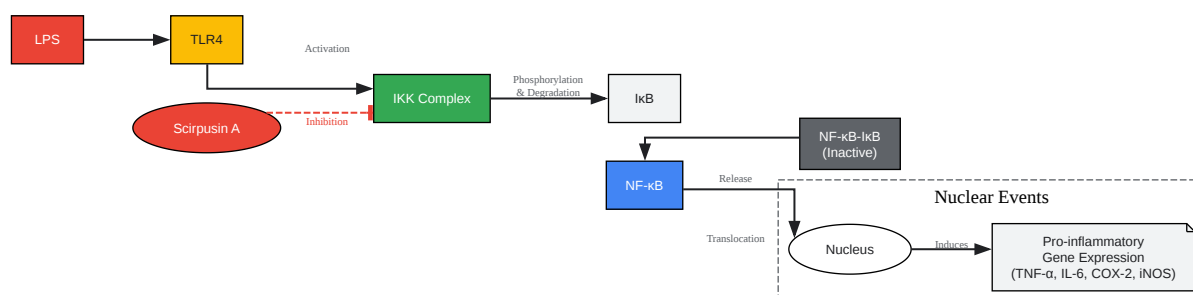 LPS
TLR4
Activation
IKK Complex
Phosphorylation
& Degradation
IκB
Scirpusin A
Inhibition
NF-κB-IκB
(Inactive)
NF-κB
Release
Nuclear Events
Translocation
Nucleus
Induces
Pro-inflammatory
Gene Expression
(TNF-α, IL-6, COX-2, iNOS)